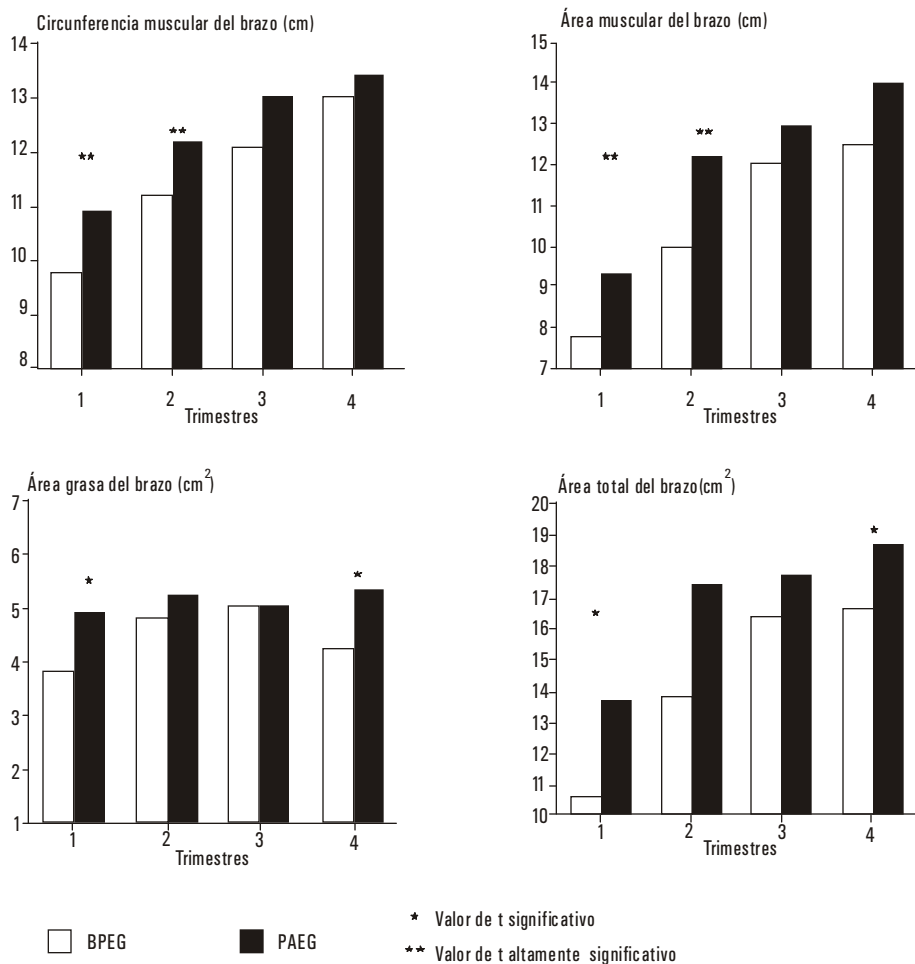 Circunferencia muscular del brazo (cm)
14
13
12
11
10
9
8
** **
1 2 3 4
Trimestres
Área muscular del brazo (cm)
15
14
13
12
11
10
9
8
7
** **
1 2 3 4
Trimestres
Área grasa del brazo (cm²)
7
6
5
4
3
2
1
* *
1 2 3 4
Trimestres
Área total del brazo(cm²)
20
19
18
17
16
15
14
13
12
11
10
* *
1 2 3 4
Trimestres
BPEG PAEG
* Valor de t significativo
** Valor de t altamente significativo